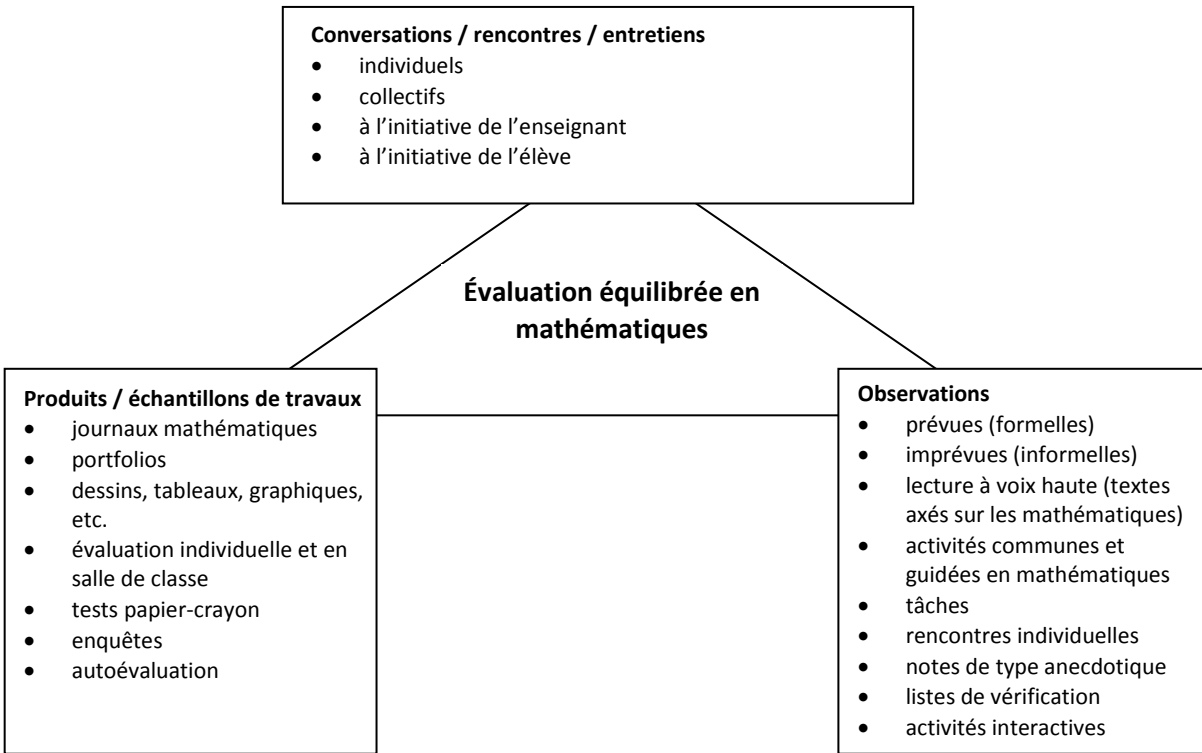 Conversations / rencontres / entretiens
• individuels
• collectifs
• à l’initiative de l’enseignant
• à l’initiative de l’élève
Évaluation équilibrée en
mathématiques
Produits / échantillons de travaux
• journaux mathématiques
• portfolios
• dessins, tableaux, graphiques,
etc.
• évaluation individuelle et en
salle de classe
• tests papier-crayon
• enquêtes
• autoévaluation
Observations
• prévues (formelles)
• imprévues (informelles)
• lecture à voix haute (textes
axés sur les mathématiques)
• activités communes et
guidées en mathématiques
• tâches
• rencontres individuelles
• notes de type anecdotique
• listes de vérification
• activités interactives